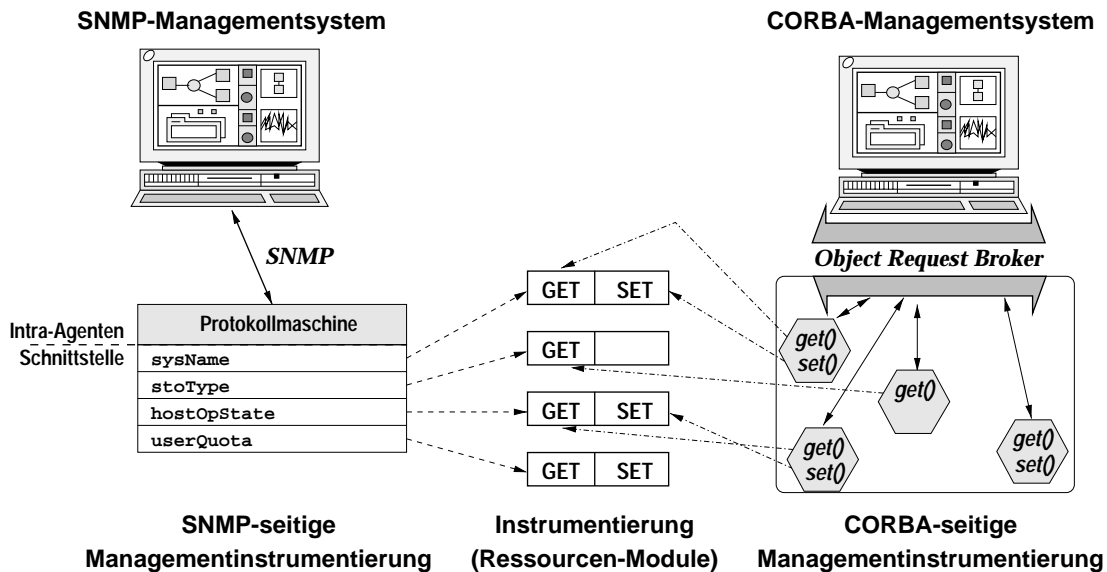 SNMP-Managementsystem
CORBA-Managementsystem
SNMP
Object Request Broker
Intra-Agenten
Schnittstelle
Protokollmaschine
sysName
stoType
hostOpState
userQuota
GET SET
GET
GET SET
GET SET
get()
set()
get()
get()
set()
get()
set()
SNMP-seitige
Managementinstrumentierung
Instrumentierung
(Ressourcen-Module)
CORBA-seitige
Managementinstrumentierung